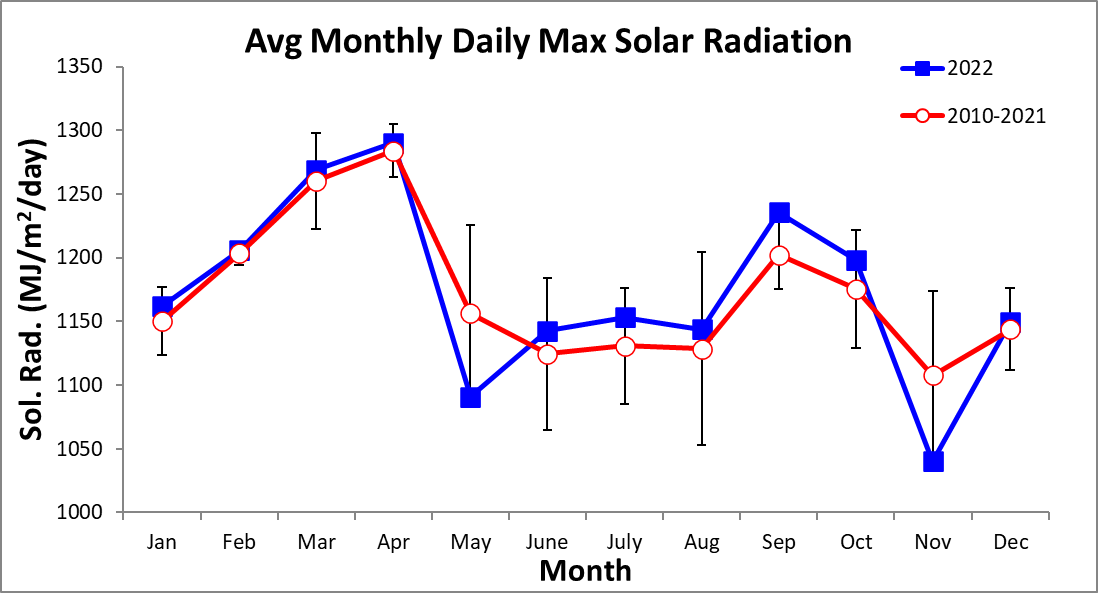 Avg Monthly Daily Max Solar Radiation
2022
2010-2021
Sol. Rad. (MJ/m²/day)
1350
1300
1250
1200
1150
1100
1050
1000
Jan Feb Mar Apr May June July Aug Sep Oct Nov Dec
Month